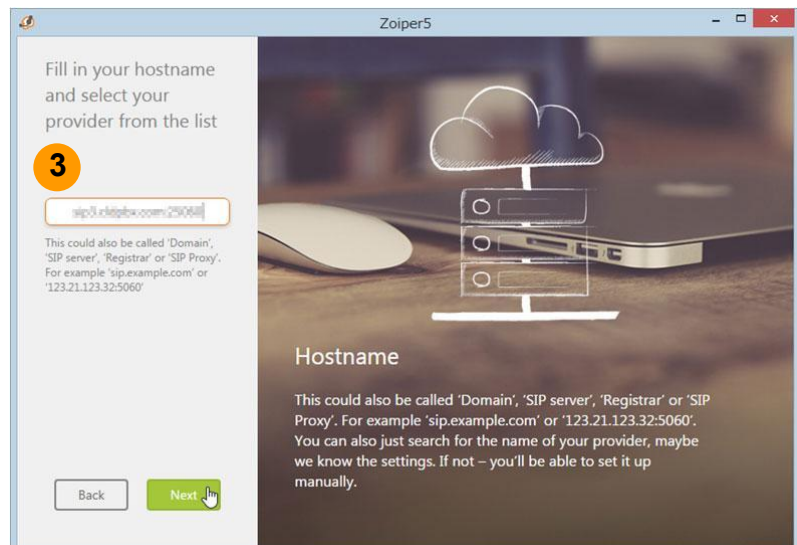 Zoiper5
Fill in your hostname
and select your
provider from the list
3
This could also be called 'Domain',
'SIP server', 'Registrar' or 'SIP Proxy'.
For example 'sip.example.com' or
'123.21.123.32:5060'
Back
Next
Hostname
This could also be called 'Domain', 'SIP server', 'Registrar' or 'SIP
Proxy'. For example 'sip.example.com' or '123.21.123.32:5060'.
You can also just search for the name of your provider, maybe
we know the settings. If not – you'll be able to set it up
manually.